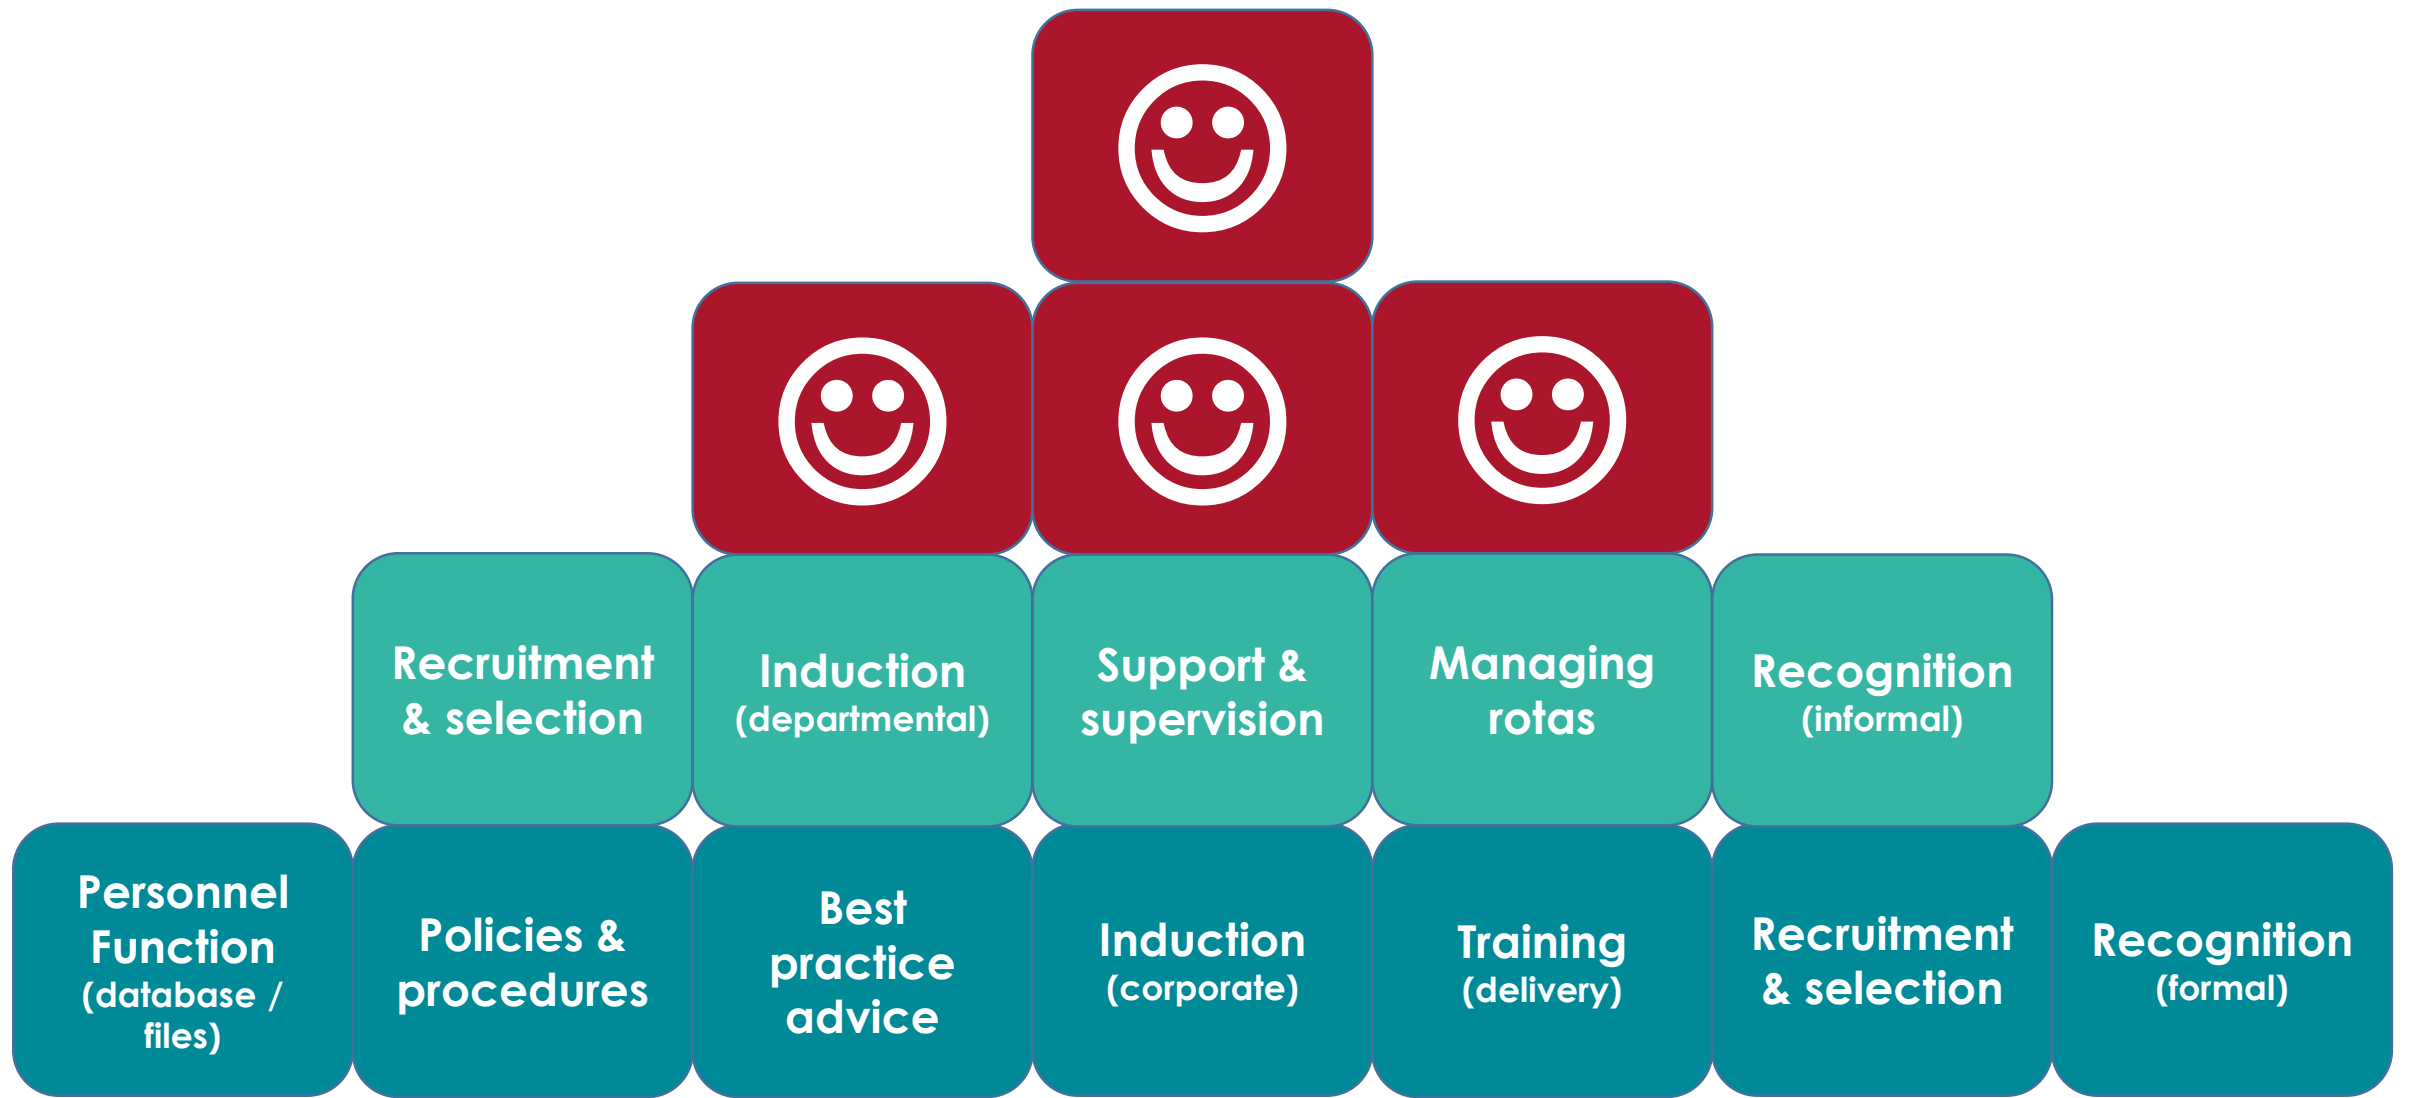 Recruitment
& selection
Induction
(departmental)
Support &
supervision
Managing
rotas
Recognition
(informal)
Personnel
Function
(database /
files)
Policies &
procedures
Best
practice
advice
Induction
(corporate)
Training
(delivery)
Recruitment
& selection
Recognition
(formal)